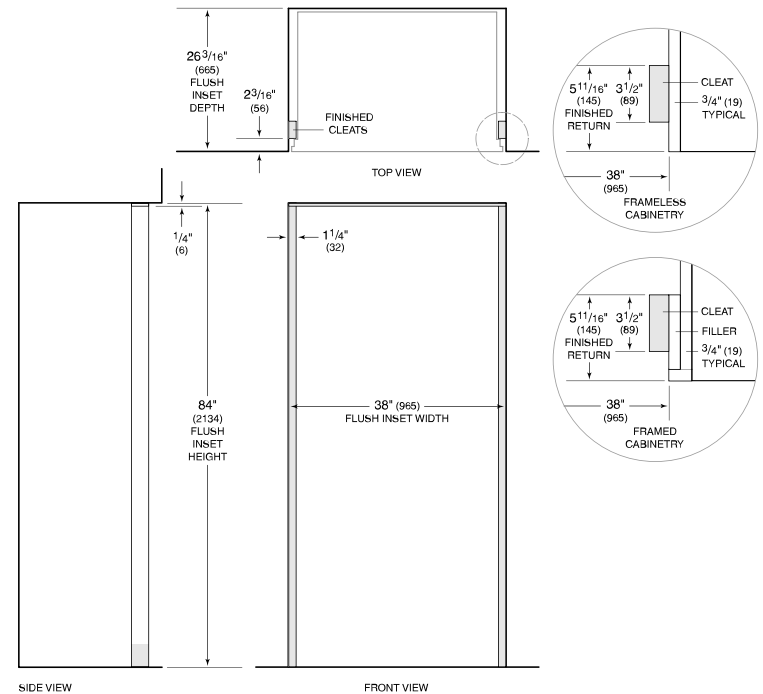 26 3/16"
(665)
FLUSH
INSET
DEPTH
2 3/16"
(56)
FINISHED
CLEATS
TOP VIEW
5 11/16"
(145)
FINISHED
RETURN
3 1/2"
(89)
CLEAT
3/4" (19)
TYPICAL
38"
(965)
FRAMELESS
CABINETRY
1/4"
(6)
1 1/4"
(32)
5 11/16"
(145)
FINISHED
RETURN
3 1/2"
(89)
CLEAT
FILLER
3/4" (19)
TYPICAL
38"
(965)
FRAMED
CABINETRY
84"
(2134)
FLUSH
INSET
HEIGHT
38" (965)
FLUSH INSET WIDTH
SIDE VIEW
FRONT VIEW